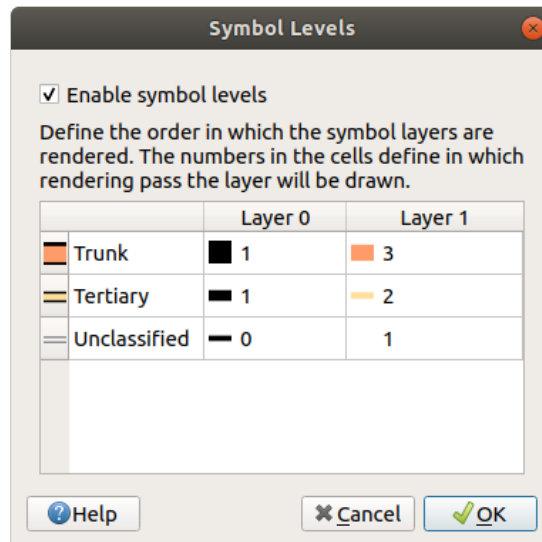 Symbol Levels
Enable symbol levels
Define the order in which the symbol layers are
rendered. The numbers in the cells define in which
rendering pass the layer will be drawn.
Layer 0 Layer 1
Trunk 1 3
Tertiary 1 2
Unclassified 0 1
Help Cancel OK